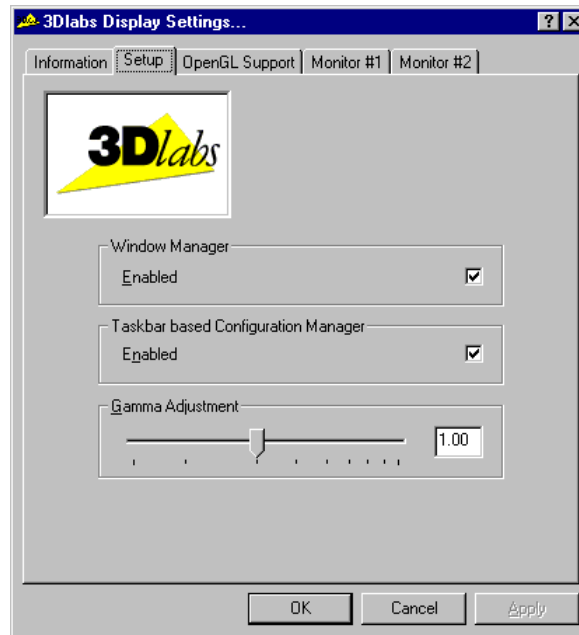 3Dlabs Display Settings...
Information Setup OpenGL Support Monitor #1 Monitor #2
3Dlabs
Window Manager
Enabled
Taskbar based Configuration Manager
Enabled
Gamma Adjustment
1.00
OK Cancel Apply